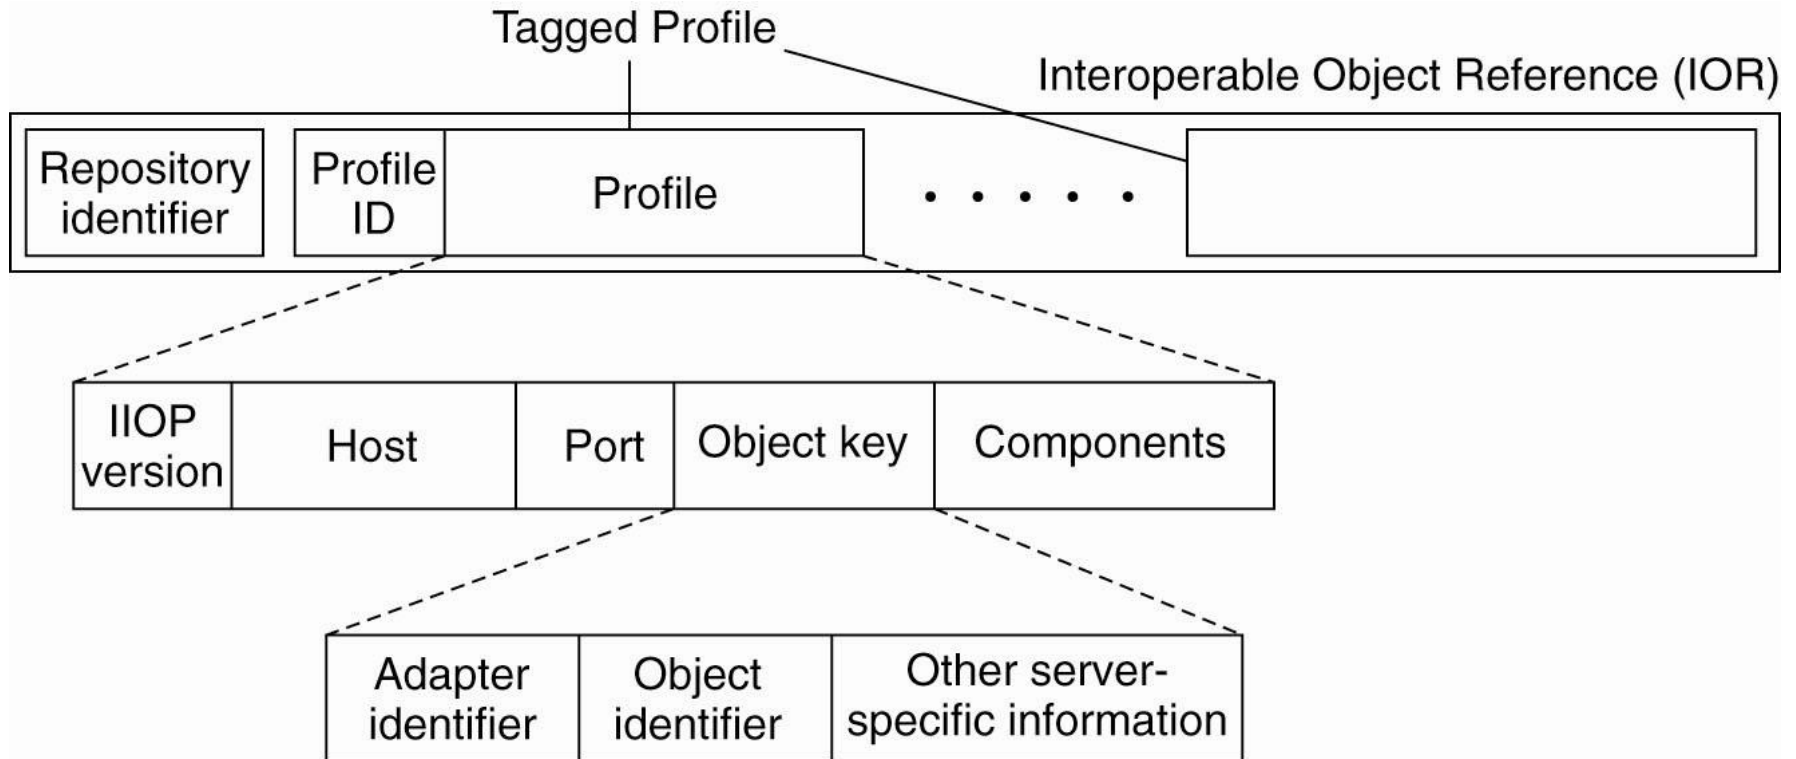 Tagged Profile
Interoperable Object Reference (IOR)
Repository
identifier
Profile
ID
Profile
IIOP
version
Host
Port
Object key
Components
Adapter
identifier
Object
identifier
Other server-
specific information